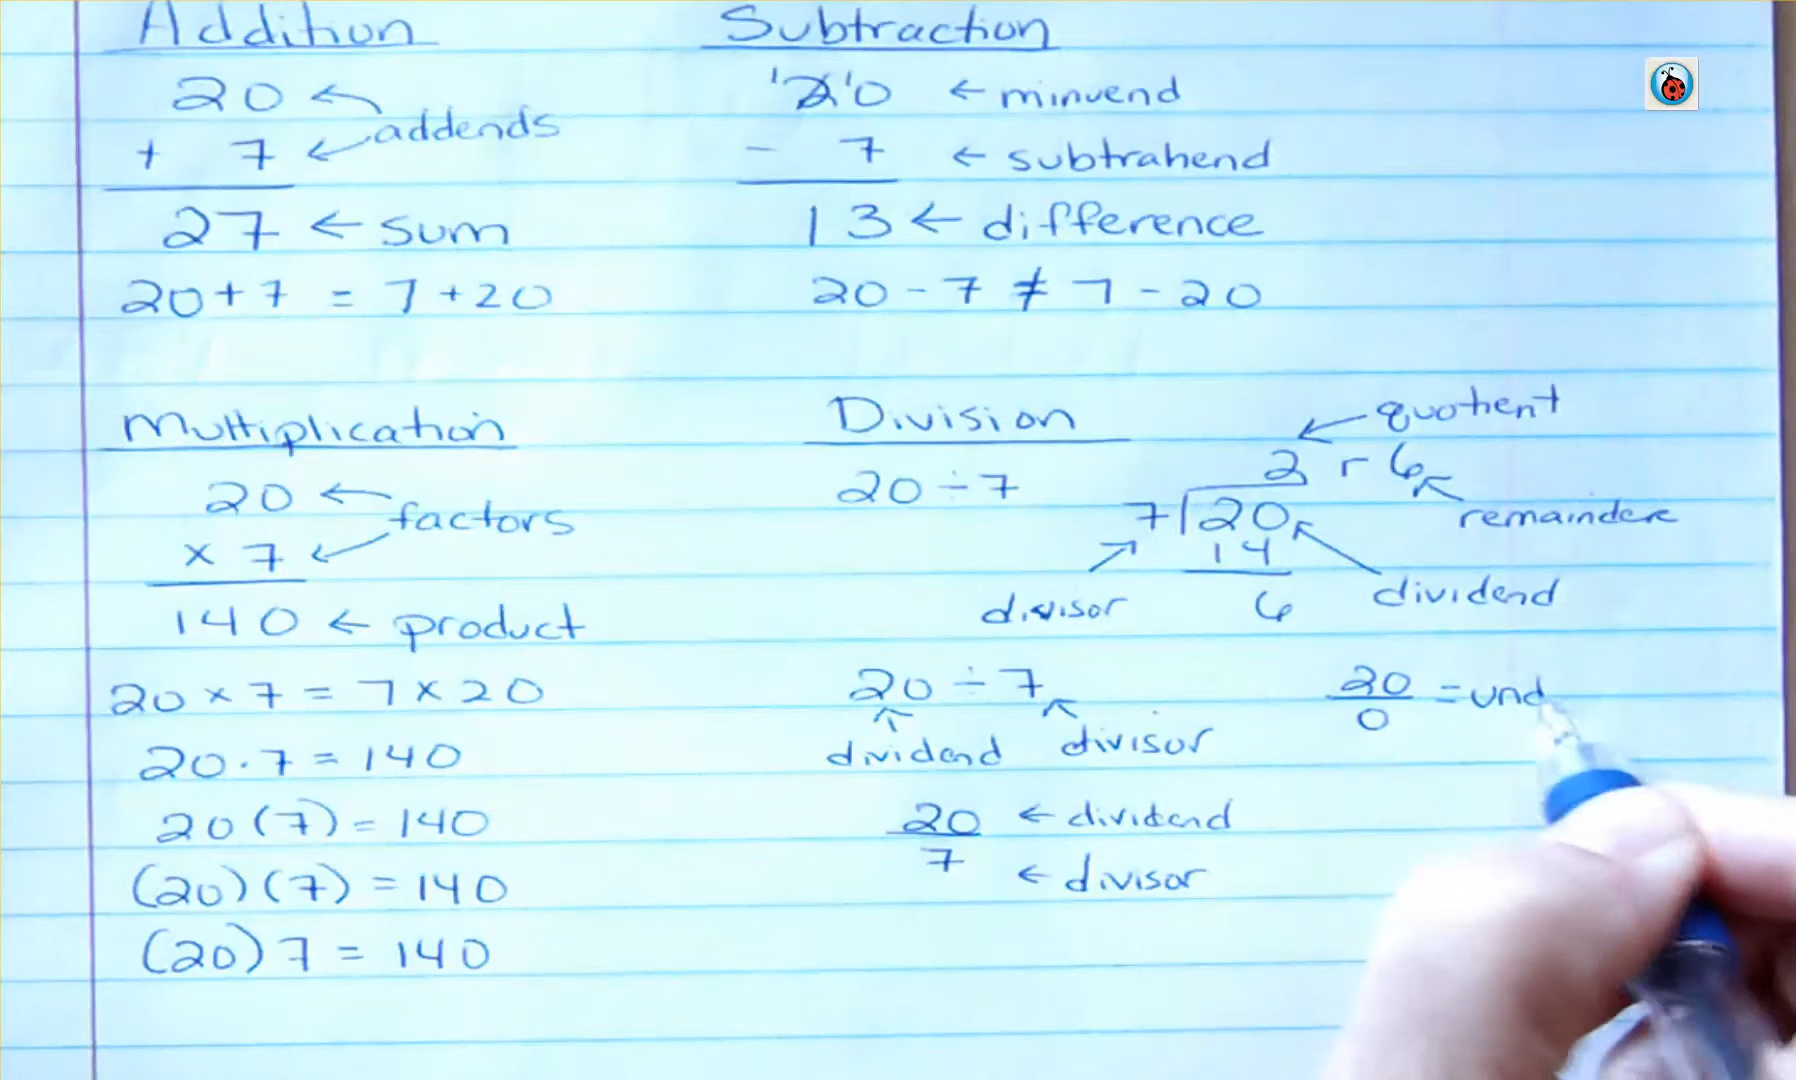 Addition
20
+ 7
addends
27 ← sum
20+7 = 7+20
Subtraction
20 ← minuend
- 7 ← subtrahend
13 ← difference
20-7 ≠ 7-20
Multiplication
20
x 7
factors
140 ← product
20 x 7 = 7 x 20
20·7 = 140
20(7) = 140
(20)(7) = 140
(20)7 = 140
Division
20÷7
quotient
2 r 6
remainder
7 20
14
6
divisor
dividend
20 ÷ 7
dividend divisor
20 ← dividend
7 ← divisor
20
0
= und